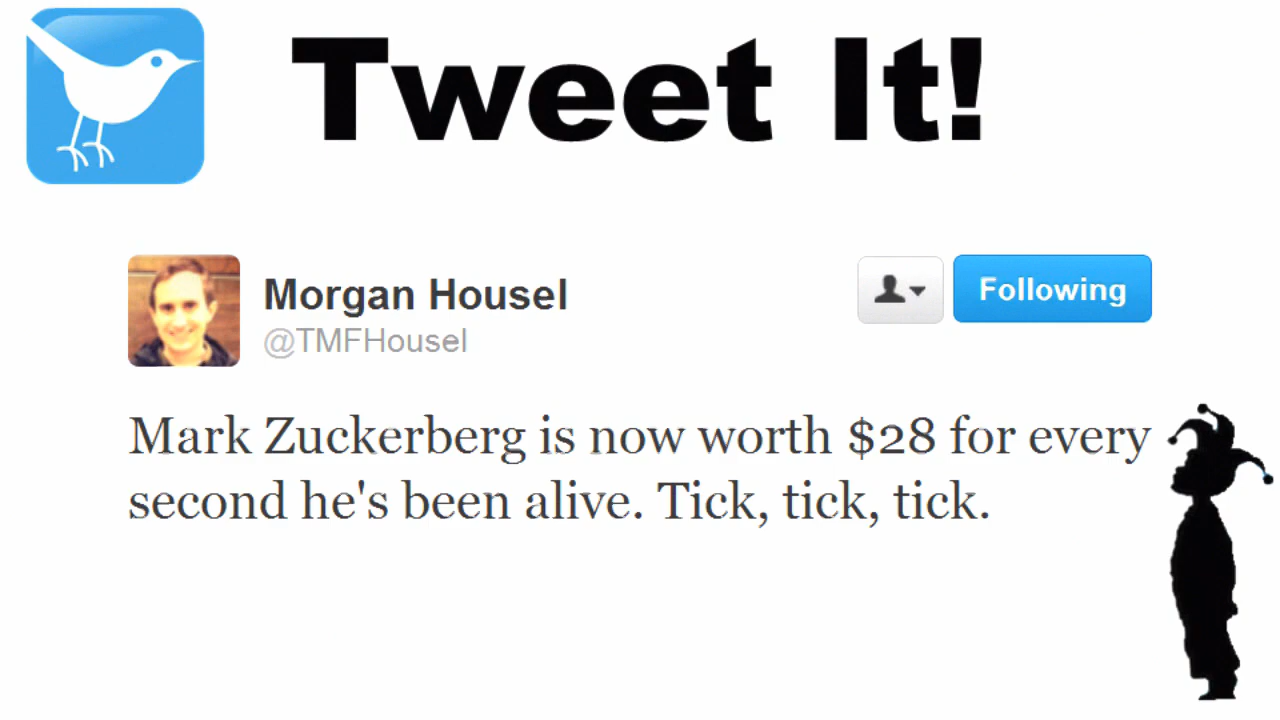 Tweet It!
Morgan Housel
Following
@TMFHousel
Mark Zuckerberg is now worth $28 for every
second he's been alive. Tick, tick, tick.